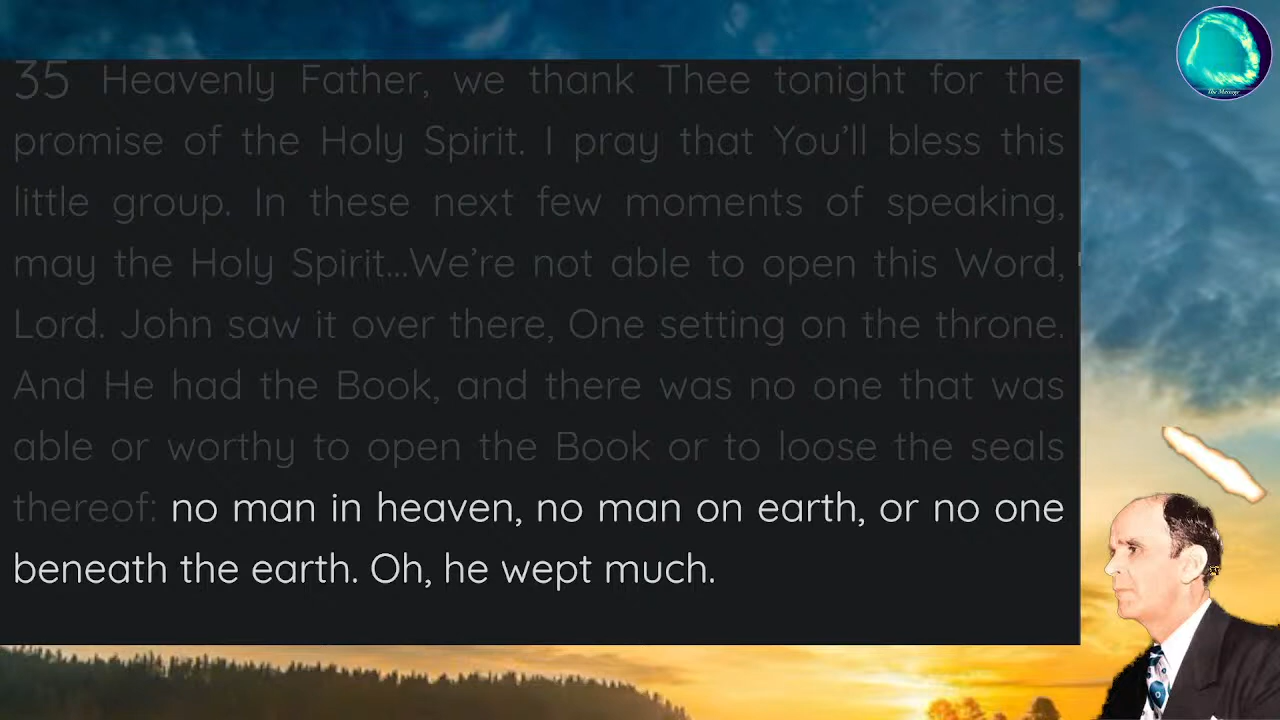 35 Heavenly Father, we thank Thee tonight for the
promise of the Holy Spirit. I pray that You’ll bless this
little group. In these next few moments of speaking,
may the Holy Spirit...We’re not able to open this Word,
Lord. John saw it over there, One setting on the throne.
And He had the Book, and there was no one that was
able or worthy to open the Book or to loose the seals
thereof: no man in heaven, no man on earth, or no one
beneath the earth. Oh, he wept much.
The Message